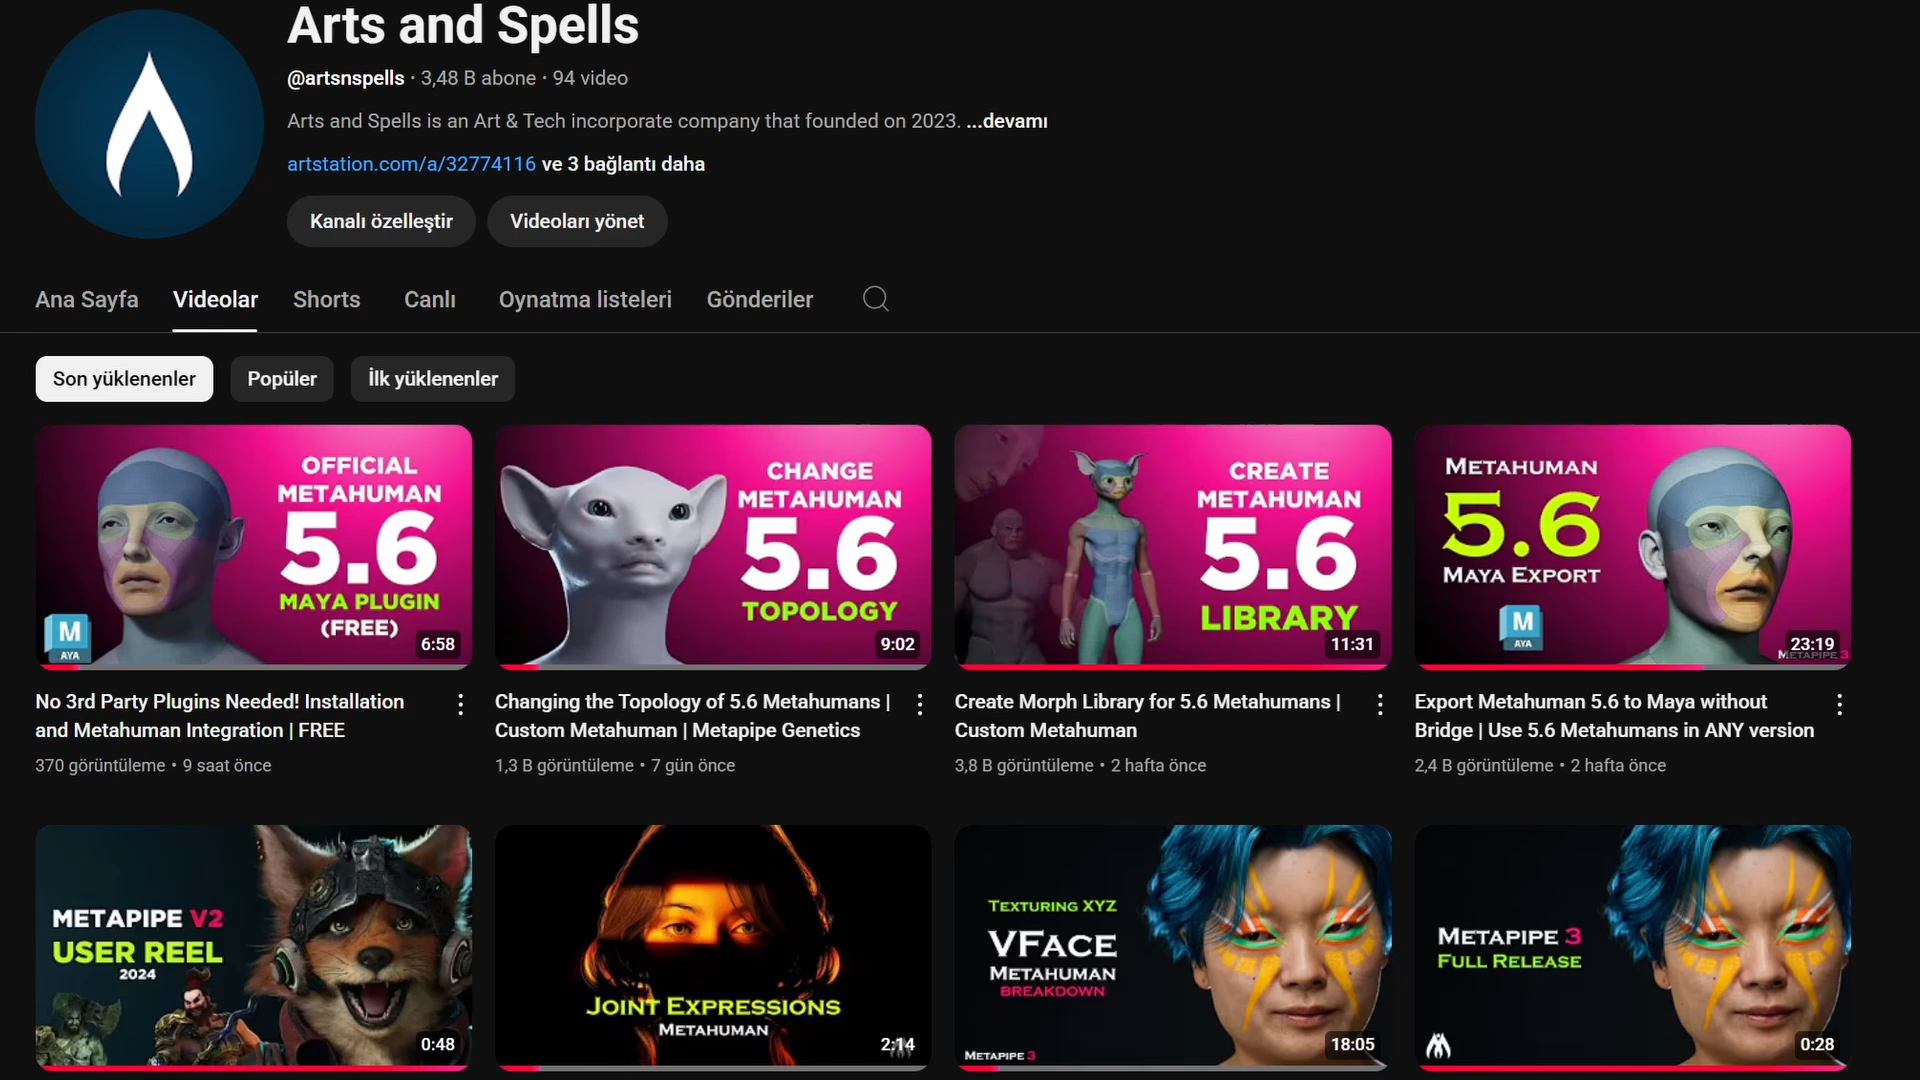 Arts and Spells
@artsnspells · 3,48 B abone · 94 video
Arts and Spells is an Art & Tech incorporate company that founded on 2023. ...devamı
artstation.com/a/32774116 ve 3 bağlantı daha
Kanalı özelleştir Videoları yönet
Ana Sayfa Videolar Shorts Canlı Oynatma listeleri Gönderiler
Son yüklenenler Popüler İlk yüklenenler
OFFICIAL
METAHUMAN
5.6
MAYA PLUGIN
(FREE)
M
AYA
6:58
CHANGE
METAHUMAN
5.6
TOPOLOGY
9:02
CREATE
METAHUMAN
5.6
LIBRARY
11:31
METAHUMAN
5.6
MAYA EXPORT
M
AYA
23:19
METAPIPE 3
No 3rd Party Plugins Needed! Installation
and Metahuman Integration | FREE
370 görüntüleme • 9 saat önce
Changing the Topology of 5.6 Metahumans |
Custom Metahuman | Metapipe Genetics
1,3 B görüntüleme • 7 gün önce
Create Morph Library for 5.6 Metahumans |
Custom Metahuman
3,8 B görüntüleme • 2 hafta önce
Export Metahuman 5.6 to Maya without
Bridge | Use 5.6 Metahumans in ANY version
2,4 B görüntüleme • 2 hafta önce
METAPIPE V2
USER REEL
2024
0:48
JOINT EXPRESSIONS
METAHUMAN
2:14
TEXTURING XYZ
VFACE
METAHUMAN
BREAKDOWN
METAPIPE 3
18:05
METAPIPE 3
FULL RELEASE
0:28